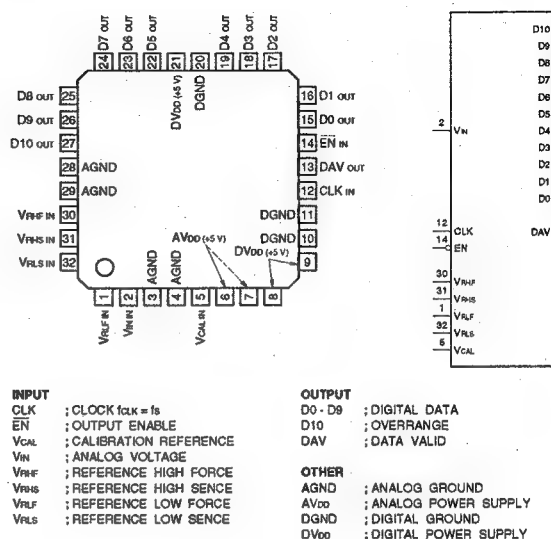 D7 OUT
D6 OUT
D5 OUT
D4 OUT
D3 OUT
D2 OUT
24 23 22 21 20 19 18 17
DVDD (+5 V)
DGND
D8 OUT 25
D9 OUT 26
D10 OUT 27
28 AGND
29 AGND
VRHF IN 30
VRHS IN 31
VRLS IN 32
16 D1 OUT
15 D0 OUT
14 EN IN
13 DAV OUT
12 CLK IN
DGND 11
DGND 10
9
AVDD (+5 V)
DVDD (+5 V)
AGND
AGND
1 2 3 4 5 6 7 8
VRLF IN
VIN IN
VCAL IN
D10
D9
D8
D7
D6
D5
D4
D3
D2
D1
D0
DAV
2 VIN
12 CLK
14 EN
30 VRHF
31 VRHS
1 VRLF
32 VRLS
5 VCAL
INPUT
CLK ; CLOCK fCLK = fs
EN ; OUTPUT ENABLE
VCAL ; CALIBRATION REFERENCE
VIN ; ANALOG VOLTAGE
VRHF ; REFERENCE HIGH FORCE
VRHS ; REFERENCE HIGH SENCE
VRLF ; REFERENCE LOW FORCE
VRLS ; REFERENCE LOW SENCE
OUTPUT
D0 - D9 ; DIGITAL DATA
D10 ; OVERRANGE
DAV ; DATA VALID
OTHER
AGND ; ANALOG GROUND
AVDD ; ANALOG POWER SUPPLY
DGND ; DIGITAL GROUND
DVDD ; DIGITAL POWER SUPPLY